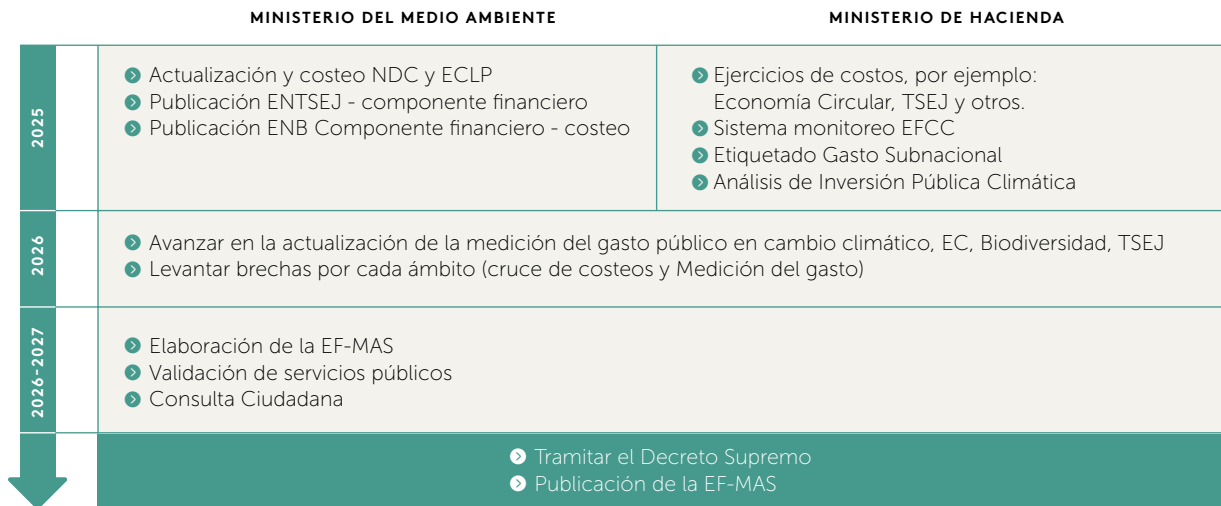 MINISTERIO DEL MEDIO AMBIENTE
MINISTERIO DE HACIENDA
2025
Actualización y costeo NDC y ECLP
Publicación ENTSEJ - componente financiero
Publicación ENB Componente financiero - costeo
Ejercicios de costos, por ejemplo:
Economía Circular, TSEJ y otros.
Sistema monitoreo EFCC
Etiquetado Gasto Subnacional
Análisis de Inversión Pública Climática
2026
Avanzar en la actualización de la medición del gasto público en cambio climático, EC, Biodiversidad, TSEJ
Levantar brechas por cada ámbito (cruce de costeos y Medición del gasto)
2026-2027
Elaboración de la EF-MAS
Validación de servicios públicos
Consulta Ciudadana
Tramitar el Decreto Supremo
Publicación de la EF-MAS